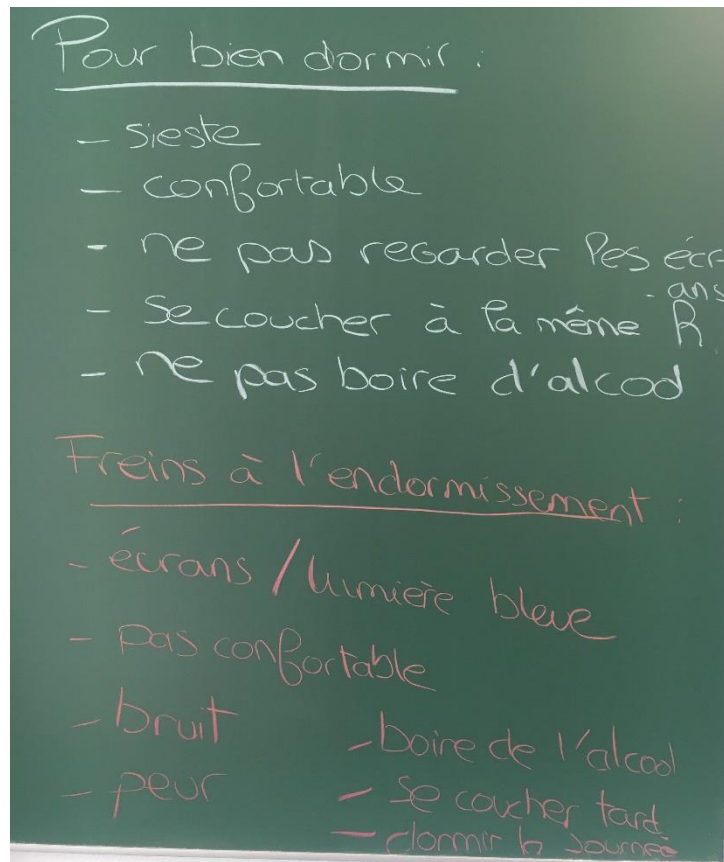 Pour bien dormir :
- sieste
- confortable
- ne pas regarder les écr-
ans
- se coucher à la même h
- ne pas boire d'alcool
Freins à l'endormissement :
- écrans / lumière bleue
- pas confortable
- bruit
- peur
- boire de l'alcool
- se coucher tard
- dormir la journée